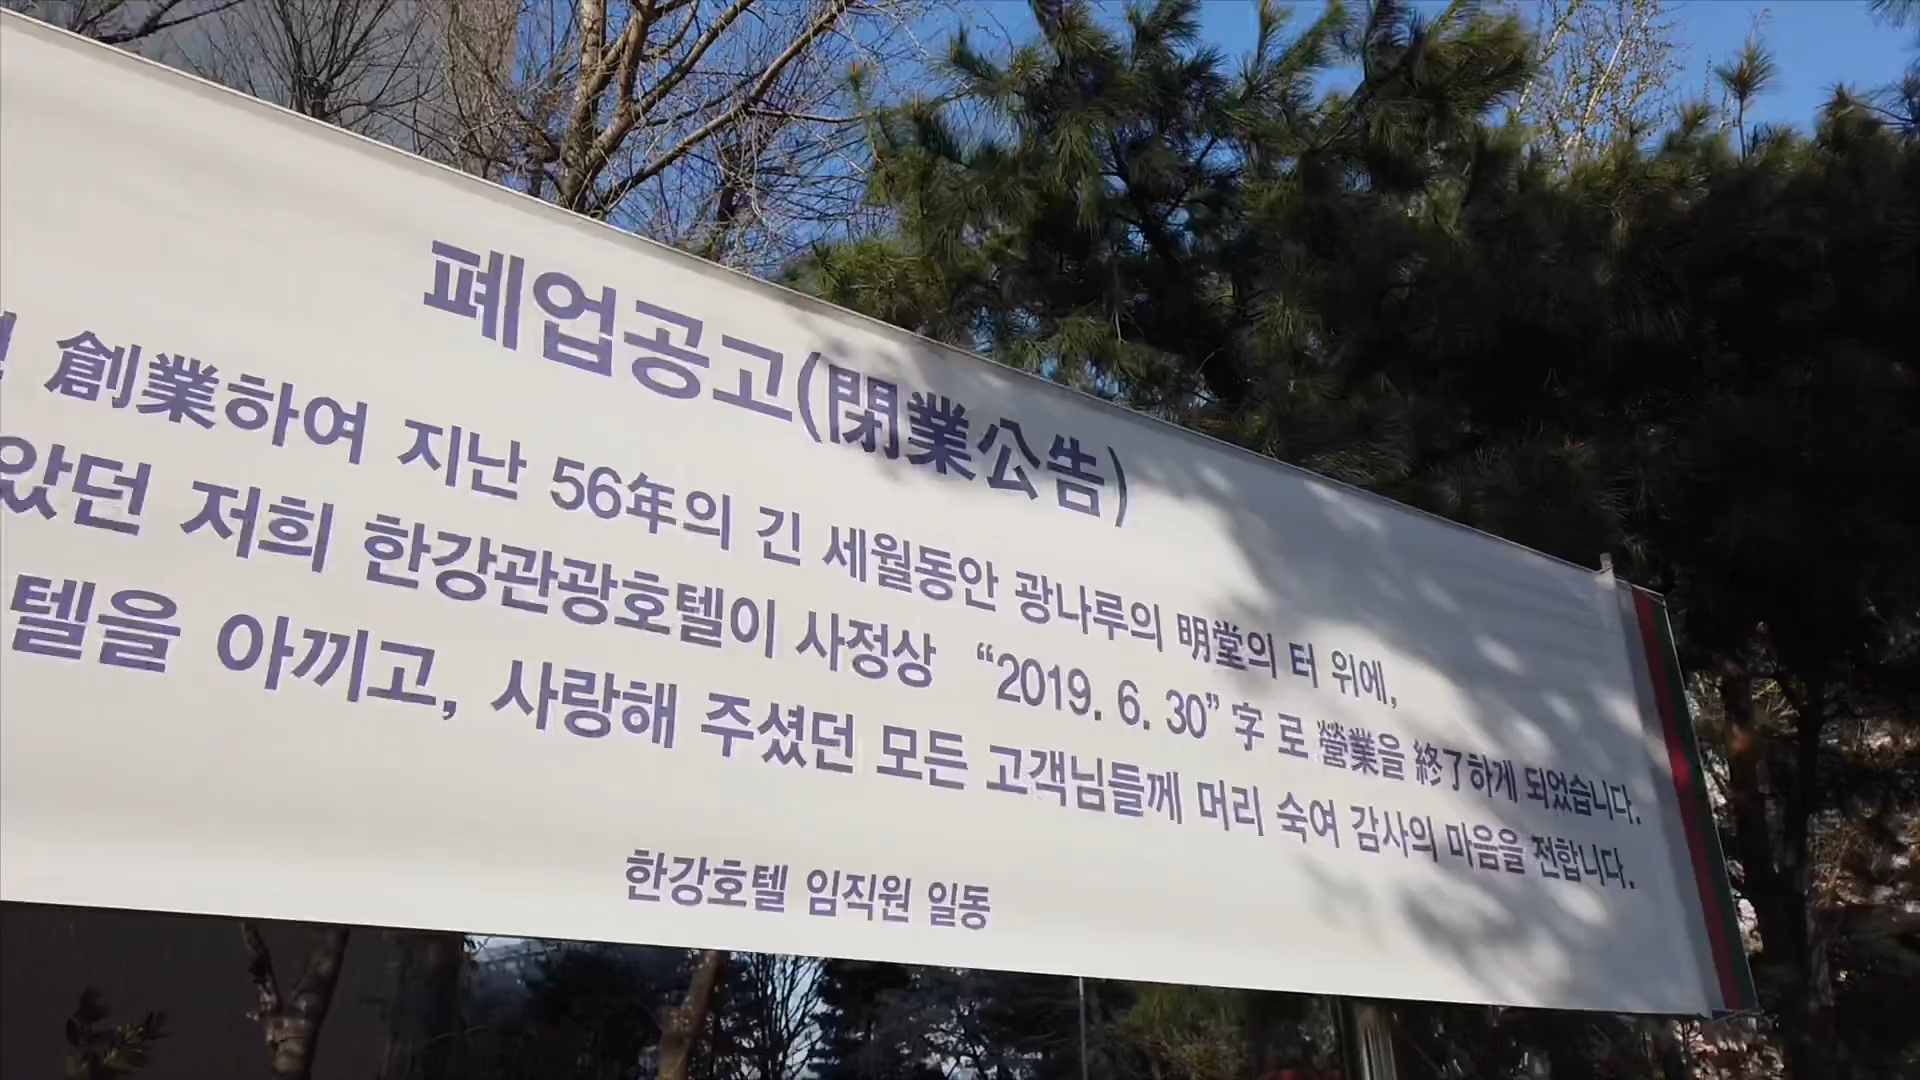 폐업공고(閉業公告)
創業하여 지난 56年의 긴 세월동안 광나루의 明堂의 터 위에,
았던 저희 한강관광호텔이 사정상 “2019. 6. 30” 字 로 營業을 終了하게 되었습니다.
텔을 아끼고, 사랑해 주셨던 모든 고객님들께 머리 숙여 감사의 마음을 전합니다.
한강호텔 임직원 일동